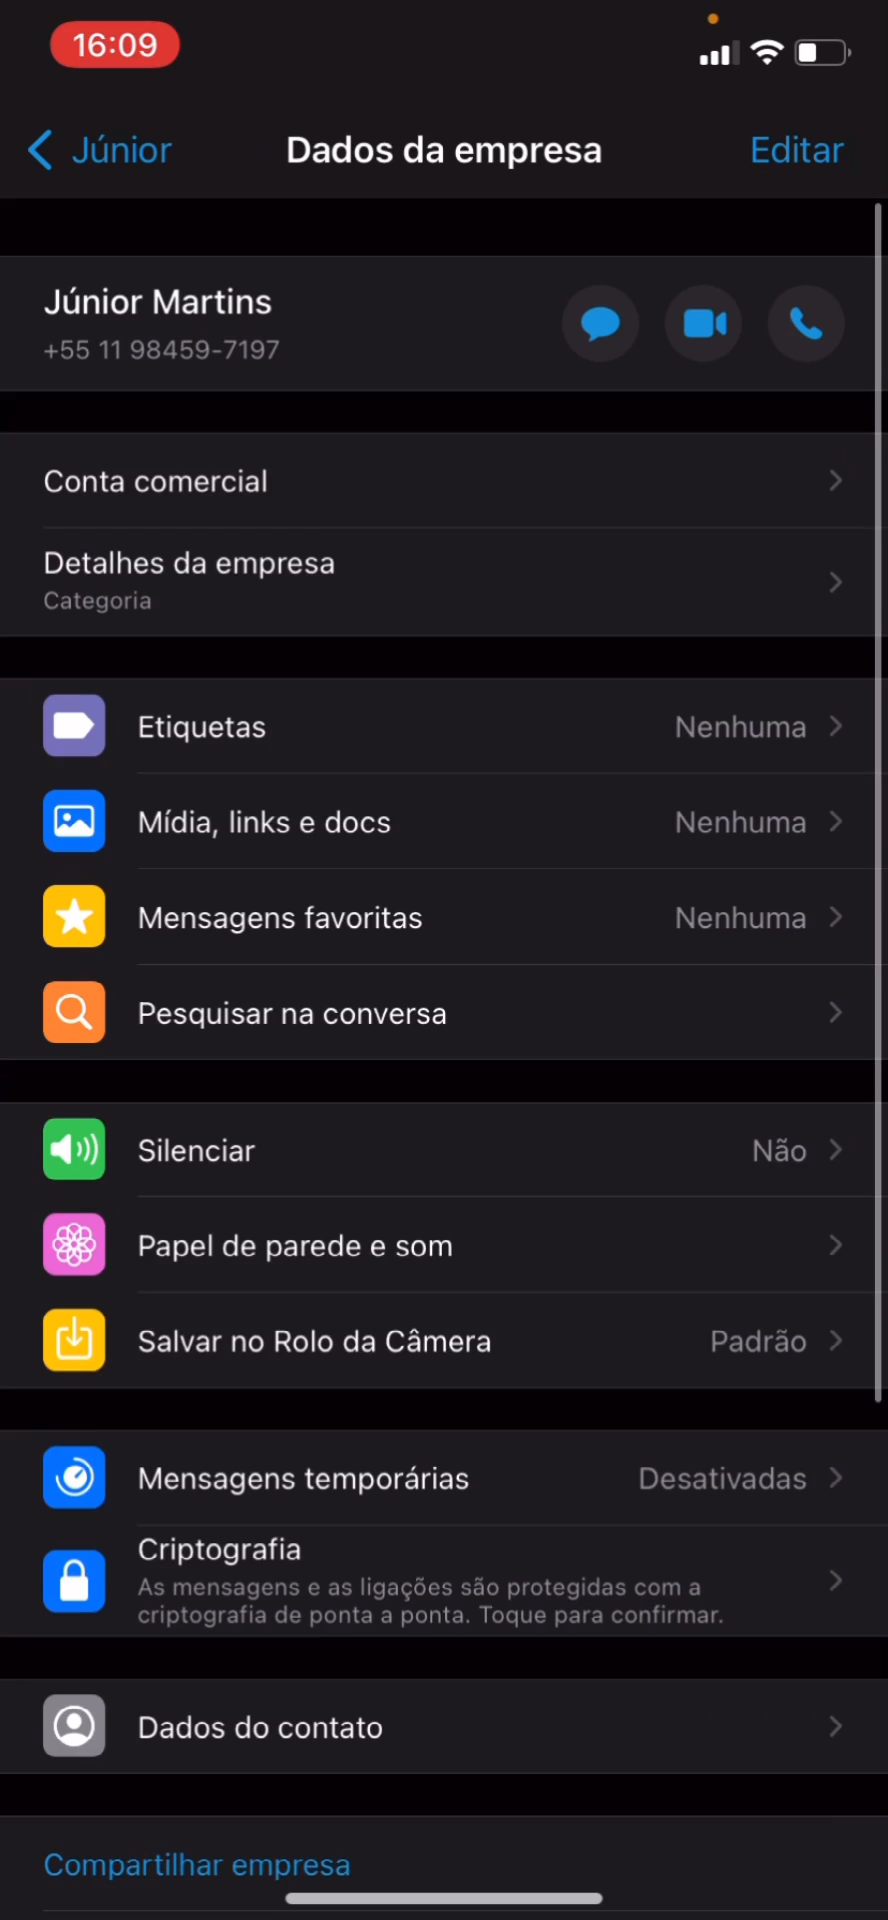 16:09
Júnior
Dados da empresa
Editar
Júnior Martins
+55 11 98459-7197
Conta comercial
Detalhes da empresa
Categoria
Etiquetas
Nenhuma
Mídia, links e docs
Nenhuma
Mensagens favoritas
Nenhuma
Pesquisar na conversa
Silenciar
Não
Papel de parede e som
Salvar no Rolo da Câmera
Padrão
Mensagens temporárias
Desativadas
Criptografia
As mensagens e as ligações são protegidas com a
criptografia de ponta a ponta. Toque para confirmar.
Dados do contato
Compartilhar empresa